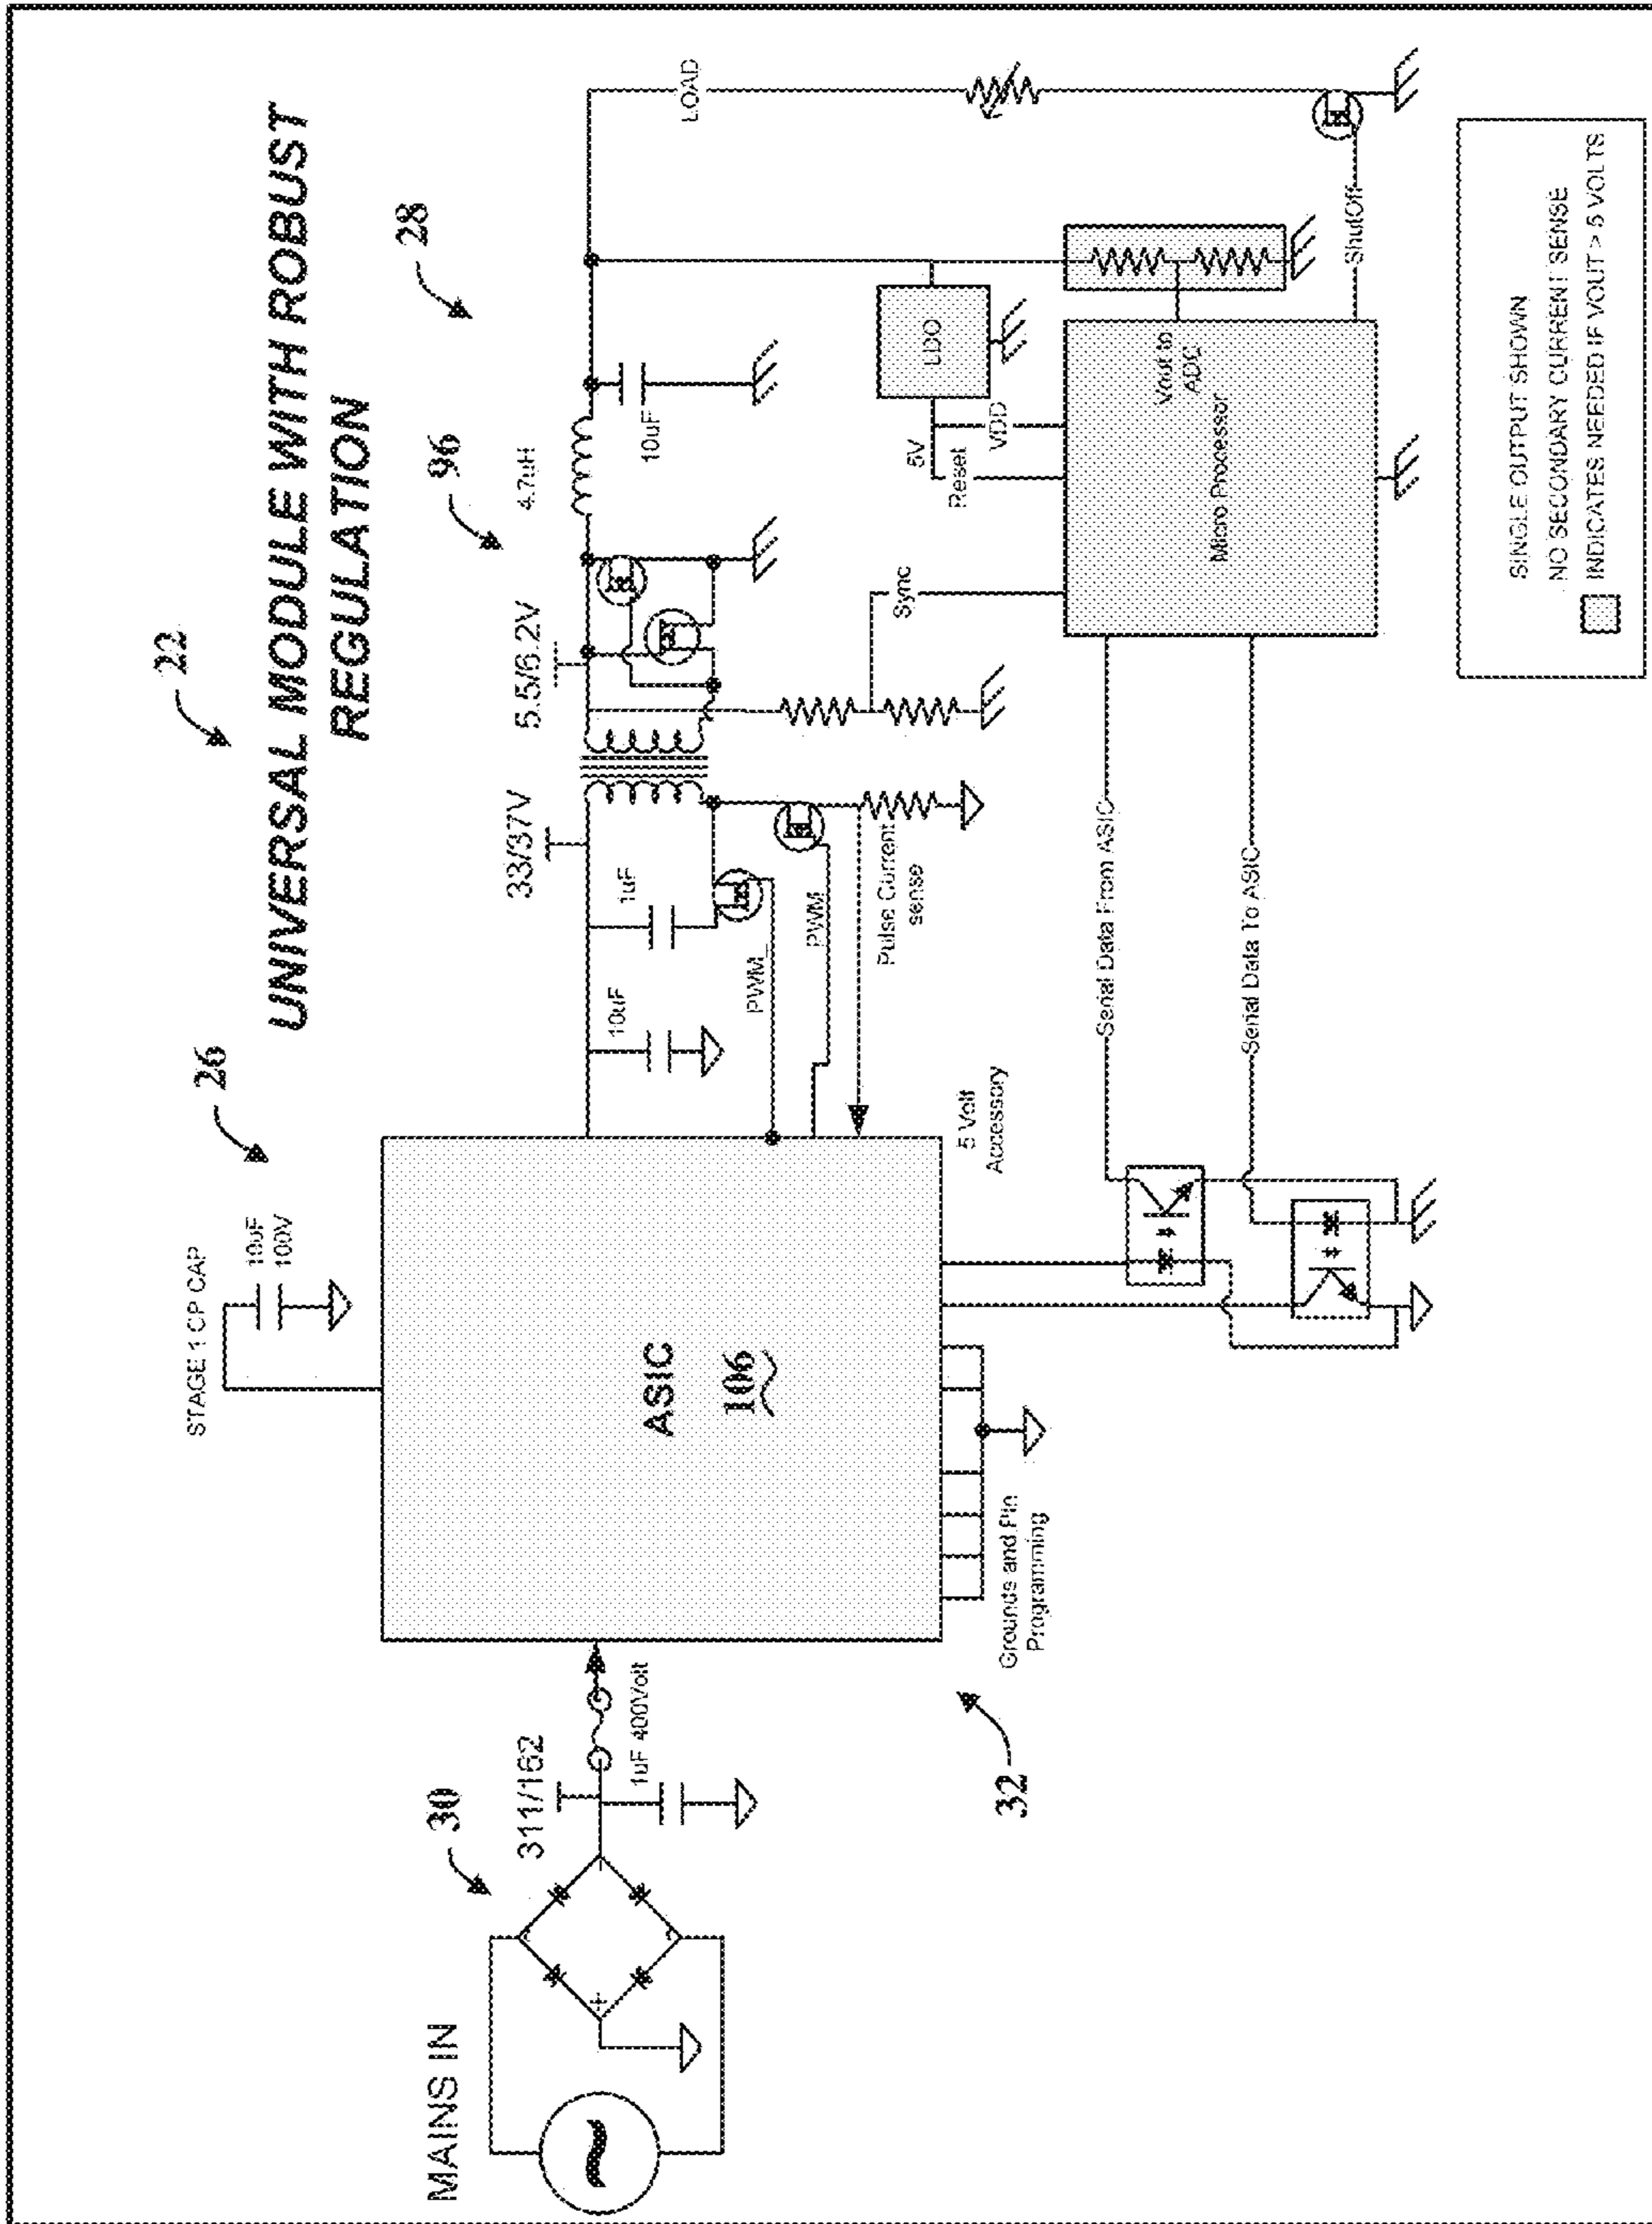 22
UNIVERSAL MODULE WITH ROBUST
REGULATION
26
28
96
STAGE 1 CP CAP
10uF
100V
MAINS IN
30
311/162
1uF 400Volt
32
ASIC
106
Grounds and Pin
Programming
5 Volt
Accessory
10uF
1uF
33/37V
5.5/6.2V
4.7uH
10uF
LOAD
PWM_
PWM
Pulse Current
sense
Sync
5V
Reset
VDD
LDO
Vout to
ADC
Micro Processor
ShutOff
Serial Data From ASIC
Serial Data To ASIC
SINGLE OUTPUT SHOWN
NO SECONDARY CURRENT SENSE
INDICATES NEEDED IF VOUT > 5 VOLTS